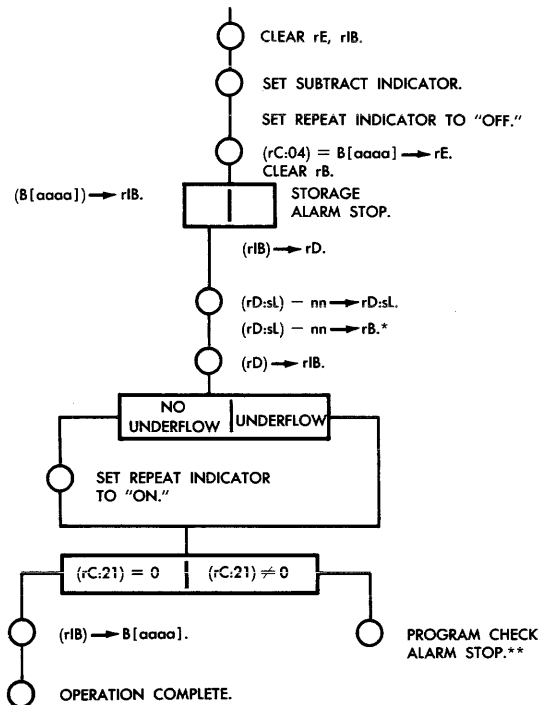 CLEAR rE, rIB.
SET SUBTRACT INDICATOR.
SET REPEAT INDICATOR TO "OFF."
(rC:04) = B[aaaa] → rE.
CLEAR rB.
(B[aaaa]) → rIB.
STORAGE
ALARM STOP.
(rIB) → rD.
(rD:sL) − nn → rD:sL.
(rD:sL) − nn → rB.*
(rD) → rIB.
NO
UNDERFLOW
UNDERFLOW
SET REPEAT INDICATOR
TO "ON."
(rC:21) = 0
(rC:21) ≠ 0
(rIB) → B[aaaa].
PROGRAM CHECK
ALARM STOP.**
OPERATION COMPLETE.